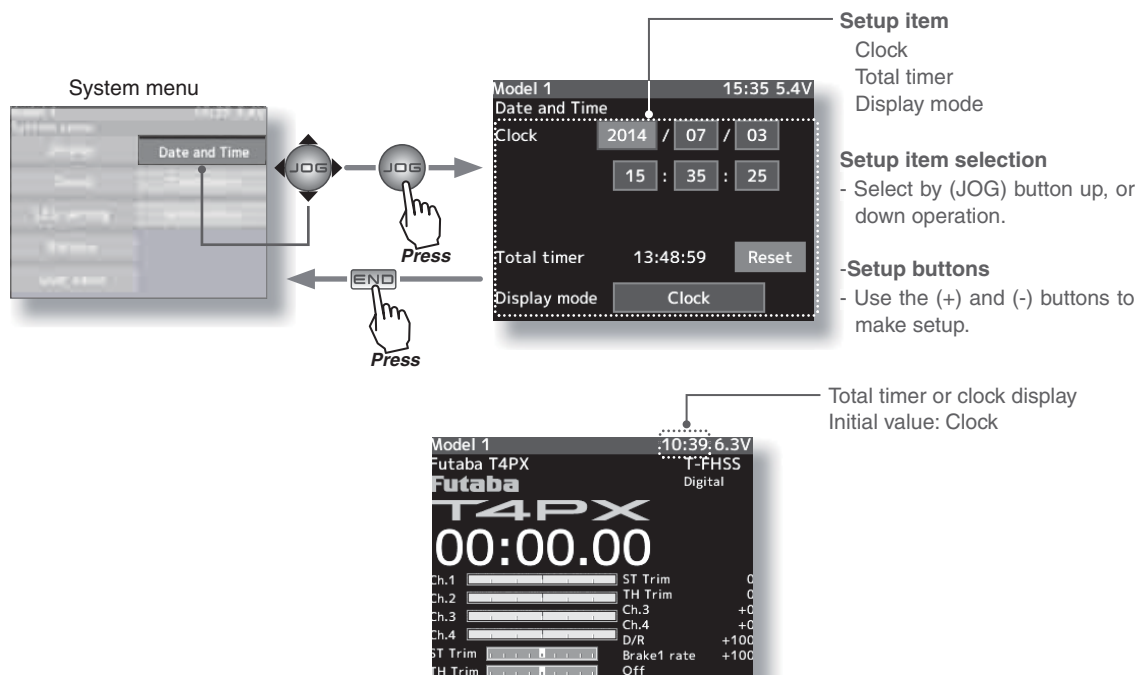 Setup item
Clock
Total timer
Display mode
Setup item selection
- Select by (JOG) button up, or
down operation.
-Setup buttons
- Use the (+) and (-) buttons to
make setup.
System menu
Date and Time
JOG
JOG
Press
END
Press
Model 1 15:35 5.4V
Date and Time
Clock 2014 / 07 / 03
15 : 35 : 25
Total timer 13:48:59 Reset
Display mode Clock
Total timer or clock display
Initial value: Clock
Model 1 10:39 6.3V
Futaba T4PX T-FHSS
Futaba Digital
T4PX
00:00.00
Ch.1 ST Trim 0
Ch.2 TH Trim 0
Ch.3 Ch.3 +0
Ch.4 Ch.4 +0
D/R +100
ST Trim Brake1 rate +100
TH Trim Off